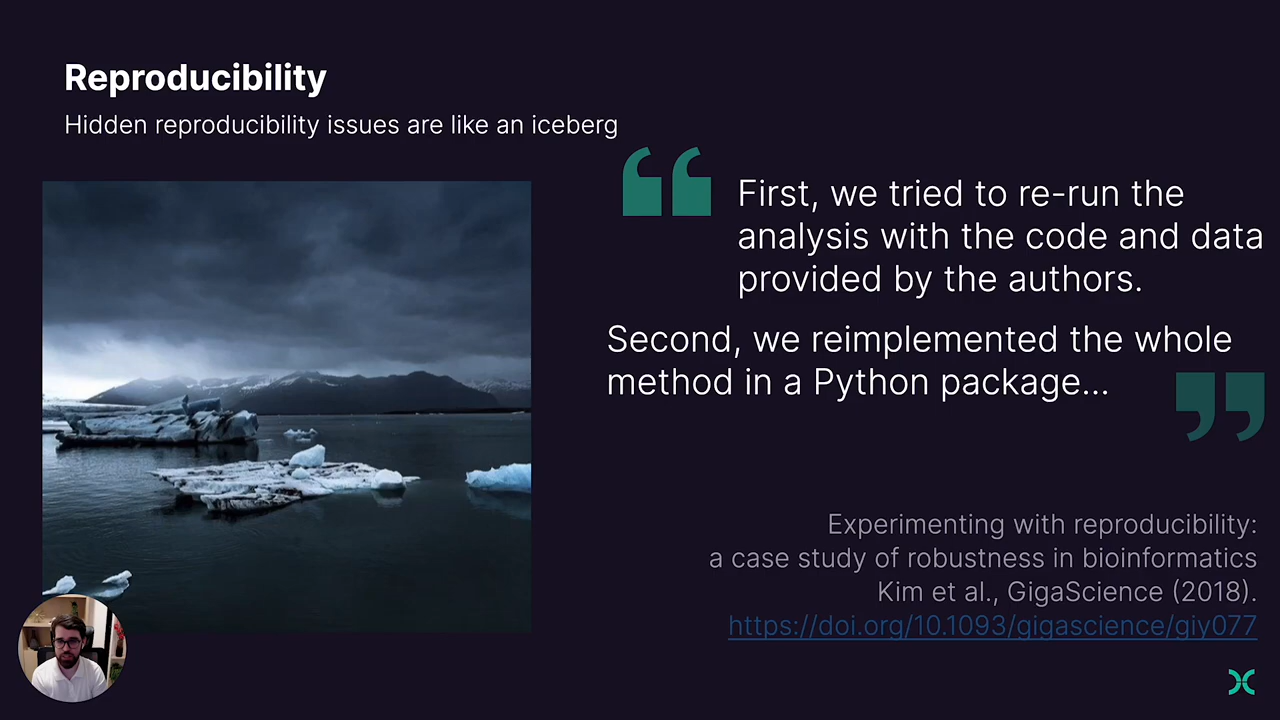 Reproducibility
Hidden reproducibility issues are like an iceberg
First, we tried to re-run the
analysis with the code and data
provided by the authors.
Second, we reimplemented the whole
method in a Python package...
Experimenting with reproducibility:
a case study of robustness in bioinformatics
Kim et al., GigaScience (2018).
https://doi.org/10.1093/gigascience/giy077